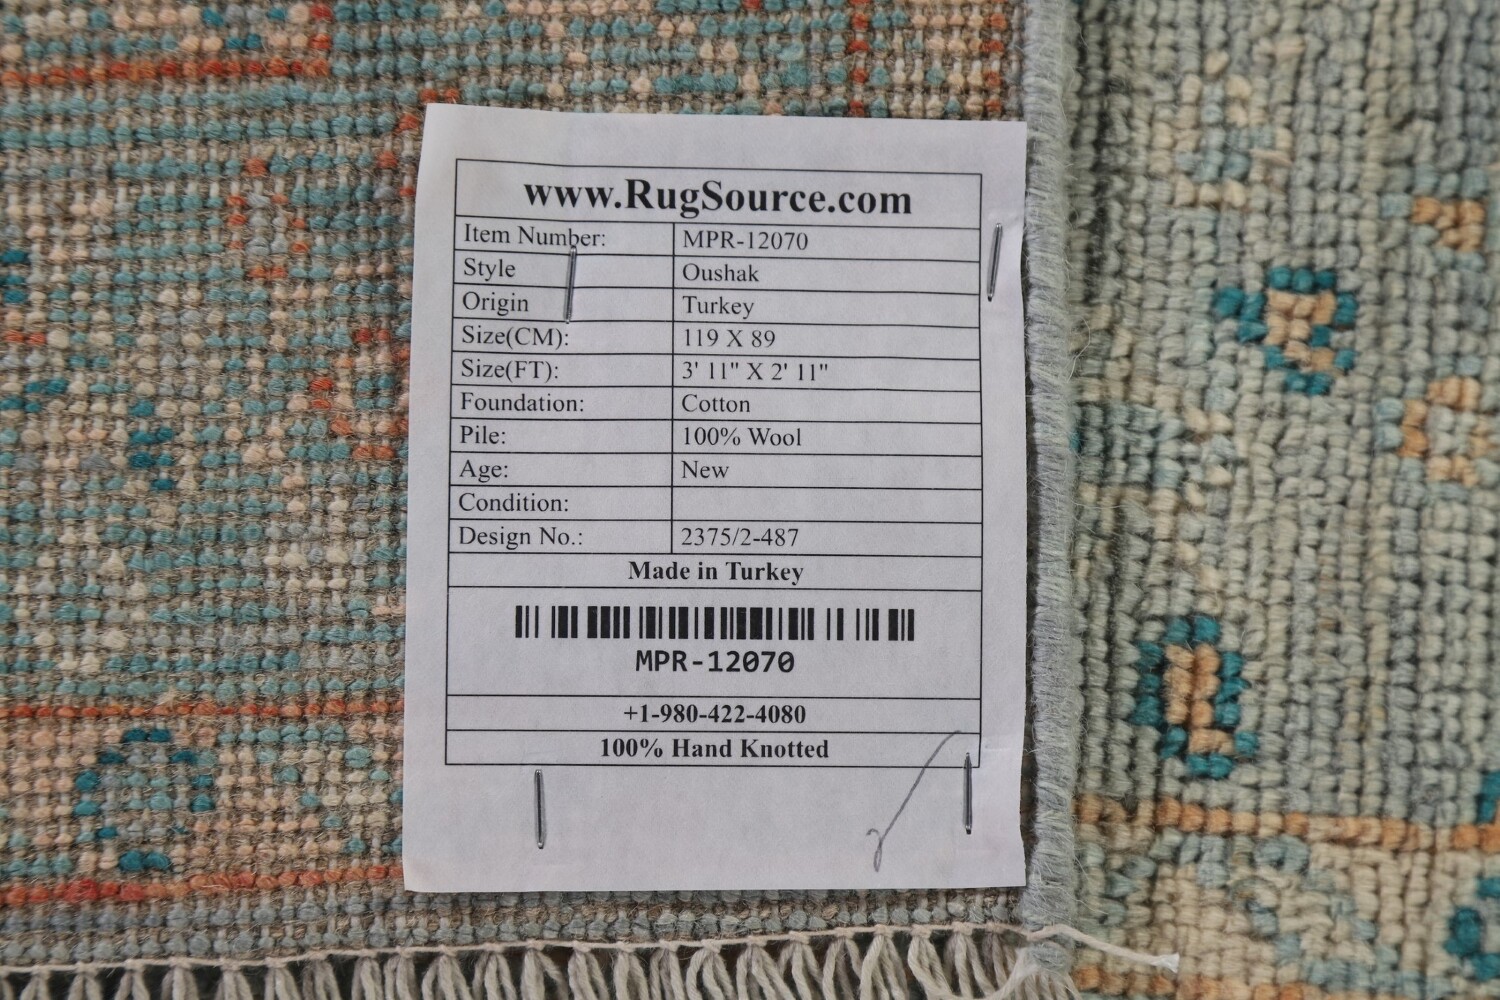 www.RugSource.com
Item Number: MPR-12070
Style Oushak
Origin Turkey
Size(CM): 119 X 89
Size(FT): 3' 11" X 2' 11"
Foundation: Cotton
Pile: 100% Wool
Age: New
Condition:
Design No.: 2375/2-487
Made in Turkey
MPR-12070
+1-980-422-4080
100% Hand Knotted